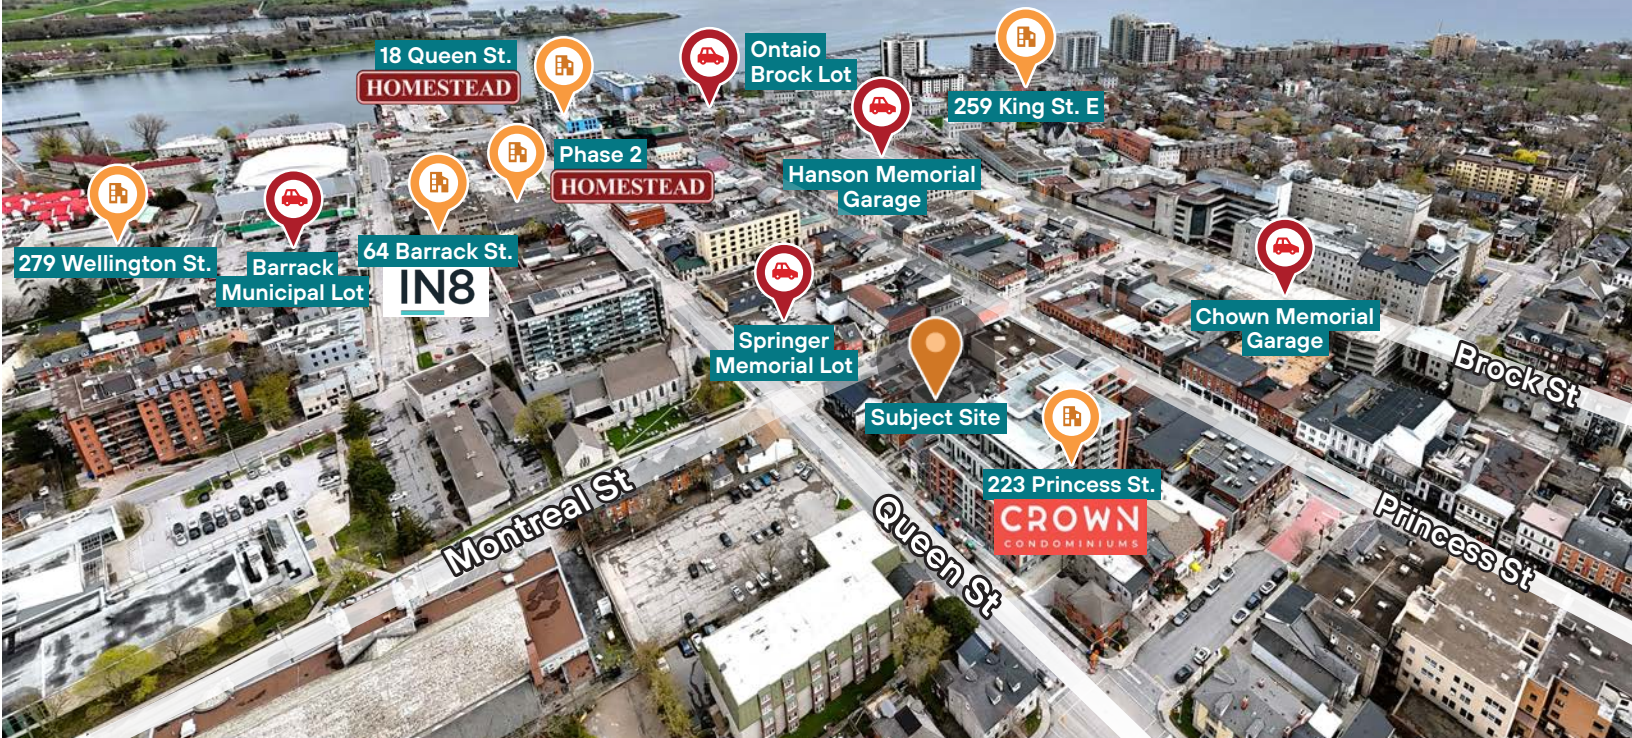 18 Queen St.
HOMESTEAD
Ontaio
Brock Lot
259 King St. E
Phase 2
HOMESTEAD
Hanson Memorial
Garage
279 Wellington St.
Barrack
Municipal Lot
64 Barrack St.
IN8
Springer
Memorial Lot
Chown Memorial
Garage
Subject Site
223 Princess St.
CROWN
CONDOMINIUMS
Brock St
Princess St
Queen St
Montreal St